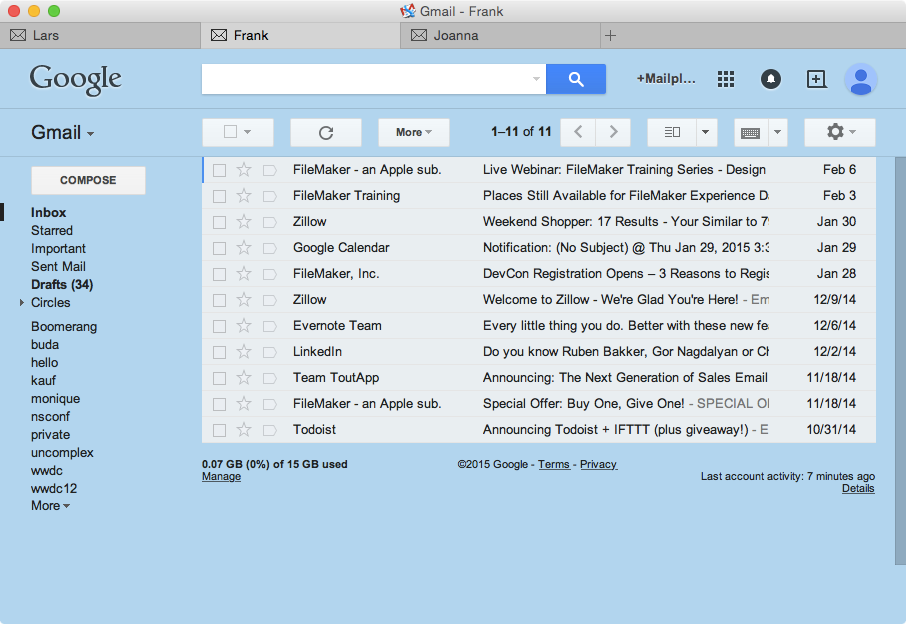 Gmail - Frank
Lars
Frank
Joanna
Google
+Mailpl...
Gmail
More
1–11 of 11
COMPOSE
Inbox
Starred
Important
Sent Mail
Drafts (34)
Circles
Boomerang
buda
hello
kauf
monique
nsconf
private
uncomplex
wwdc
wwdc12
More
FileMaker - an Apple sub. Live Webinar: FileMaker Training Series - Design Feb 6
FileMaker Training Places Still Available for FileMaker Experience Da Feb 3
Zillow Weekend Shopper: 17 Results - Your Similar to 79 Jan 30
Google Calendar Notification: (No Subject) @ Thu Jan 29, 2015 3:3 Jan 29
FileMaker, Inc. DevCon Registration Opens – 3 Reasons to Regis Jan 28
Zillow Welcome to Zillow - We're Glad You're Here! - Em 12/9/14
Evernote Team Every little thing you do. Better with these new fea 12/6/14
LinkedIn Do you know Ruben Bakker, Gor Nagdalyan or Ch 12/2/14
Team ToutApp Announcing: The Next Generation of Sales Email 11/18/14
FileMaker - an Apple sub. Special Offer: Buy One, Give One! - SPECIAL OF 11/18/14
Todoist Announcing Todoist + IFTTT (plus giveaway!) - E 10/31/14
0.07 GB (0%) of 15 GB used
Manage
©2015 Google - Terms - Privacy
Last account activity: 7 minutes ago
Details